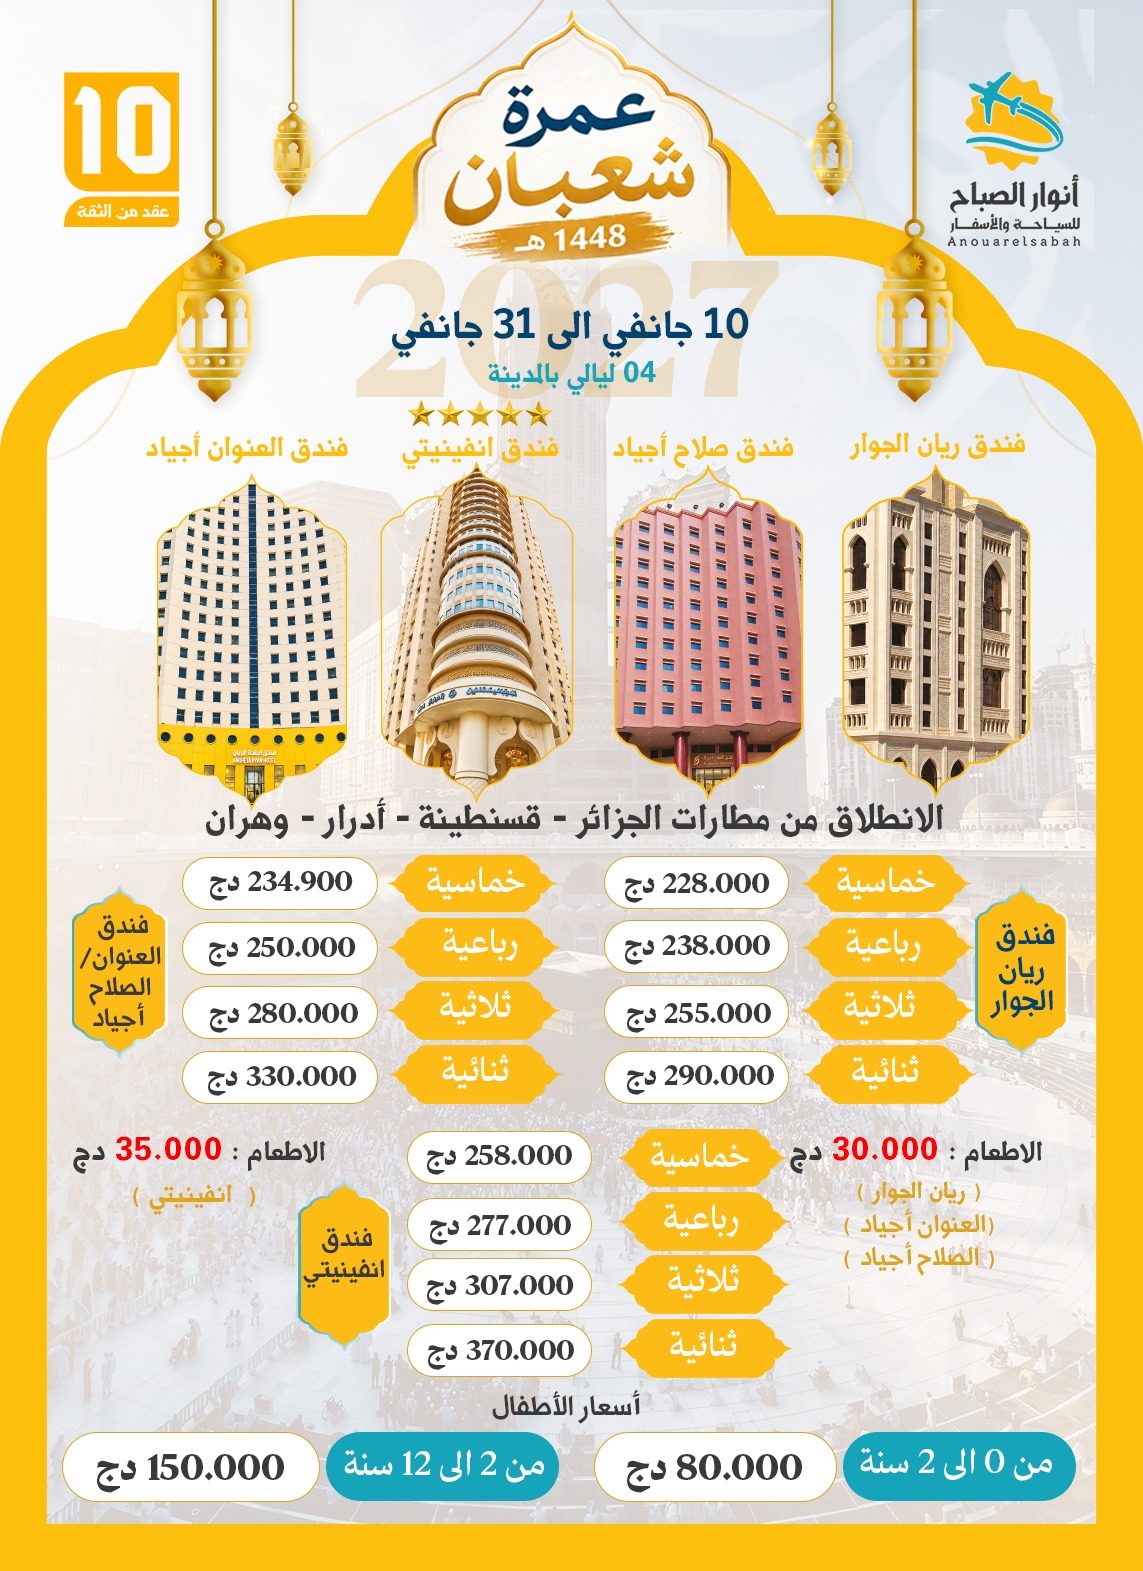 10
عقد من الثقة
عمرة
شعبان
1448 هـ
أنوار الصباح
للسياحة والأسفار
Anouarelsabah
2027
10 جانفي الى 31 جانفي
04 ليالي بالمدينة
فندق ريان الجوار
فندق صلاح أجياد
فندق انفينيتي
فندق العنوان أجياد
الانطلاق من مطارات الجزائر - قسنطينة - أدرار - وهران
فندق
ريان
الجوار
خماسية 228.000 دج
رباعية 238.000 دج
ثلاثية 255.000 دج
ثنائية 290.000 دج
فندق
العنوان/
الصلاح
أجياد
خماسية 234.900 دج
رباعية 250.000 دج
ثلاثية 280.000 دج
ثنائية 330.000 دج
الاطعام : 30.000 دج
( ريان الجوار )
(العنوان أجياد )
( الصلاح أجياد )
خماسية 258.000 دج
رباعية 277.000 دج
ثلاثية 307.000 دج
ثنائية 370.000 دج
فندق
انفينيتي
الاطعام : 35.000 دج
( انفينيتي )
أسعار الأطفال
من 0 الى 2 سنة 80.000 دج
من 2 الى 12 سنة 150.000 دج